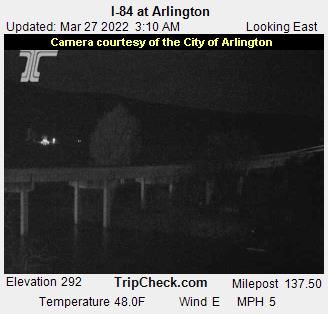 I-84 at Arlington
Updated: Mar 27 2022 3:10 AM Looking East
Camera courtesy of the City of Arlington
Elevation 292 TripCheck.com Milepost 137.50
Temperature 48.0F Wind E MPH 5